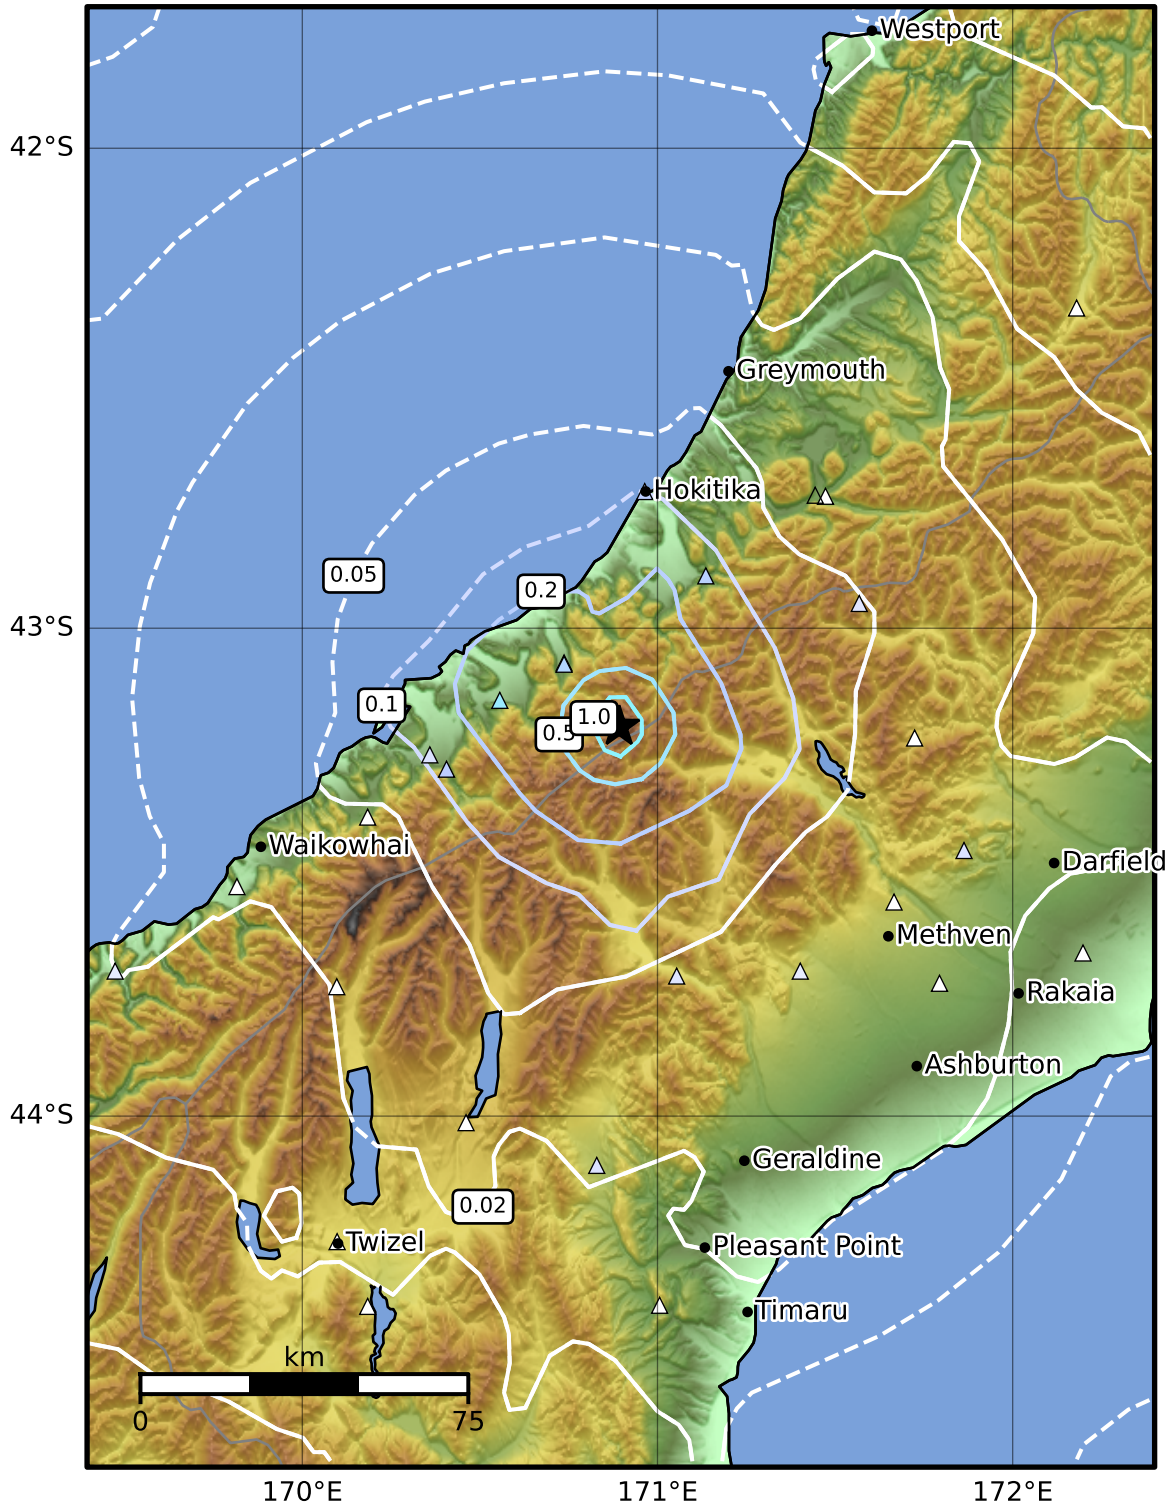 Westport
42°S
Greymouth
Hokitika
0.05
0.2
43°S
0.1
1.0
0.5
Waikowhai
Darfield
Methven
Rakaia
Ashburton
44°S
Geraldine
0.02
Twizel
Pleasant Point
Timaru
km
0 75
170°E 171°E 172°E